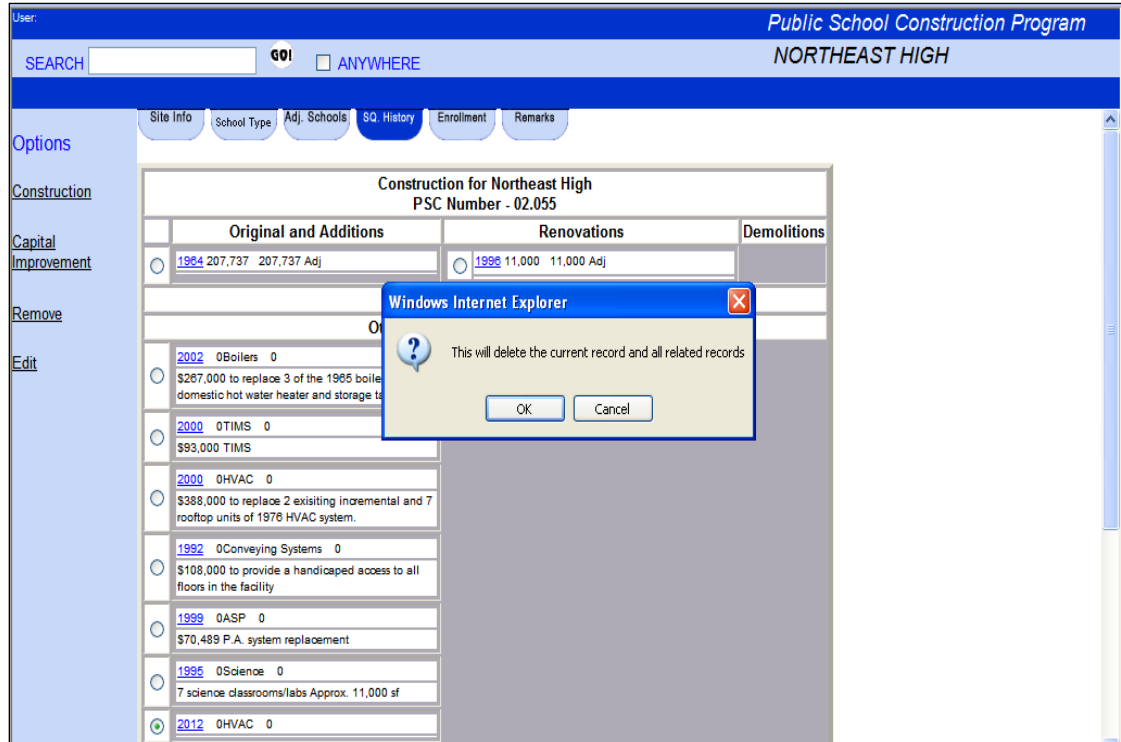 User:
Public School Construction Program
SEARCH GO! ANYWHERE
NORTHEAST HIGH
Site Info School Type Adj. Schools SQ. History Enrollment Remarks
Options
Construction
Capital
Improvement
Remove
Edit
Construction for Northeast High
PSC Number - 02.055
Original and Additions Renovations Demolitions
1964 207,737 207,737 Adj 1996 11,000 11,000 Adj
Windows Internet Explorer
This will delete the current record and all related records
OK Cancel
2002 0Boilers 0
$267,000 to replace 3 of the 1965
domestic hot water heater and storage
2000 0TIMS 0
$93,000 TIMS
2000 0HVAC 0
$388,000 to replace 2 exisiting incremental and 7
rooftop units of 1976 HVAC system.
1992 0Conveying Systems 0
$108,000 to provide a handicaped access to all
floors in the facility
1999 0ASP 0
$70,489 P.A. system replacement
1995 0Science 0
7 science classrooms/labs Approx. 11,000 sf
2012 0HVAC 0